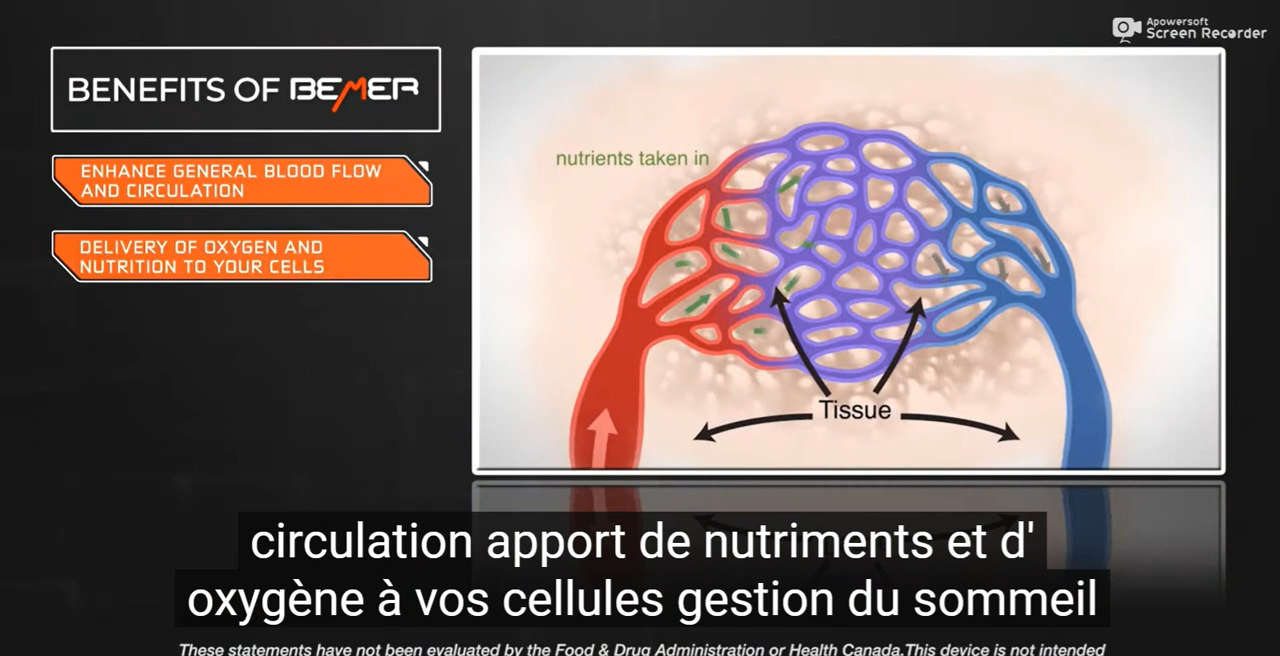 Apowersoft
Screen Recorder
BENEFITS OF BEMER
ENHANCE GENERAL BLOOD FLOW
AND CIRCULATION
DELIVERY OF OXYGEN AND
NUTRITION TO YOUR CELLS
nutrients taken in
Tissue
circulation apport de nutriments et d'
oxygène à vos cellules gestion du sommeil
These statements have not been evaluated by the Food & Drug Administration or Health Canada.This device is not intended